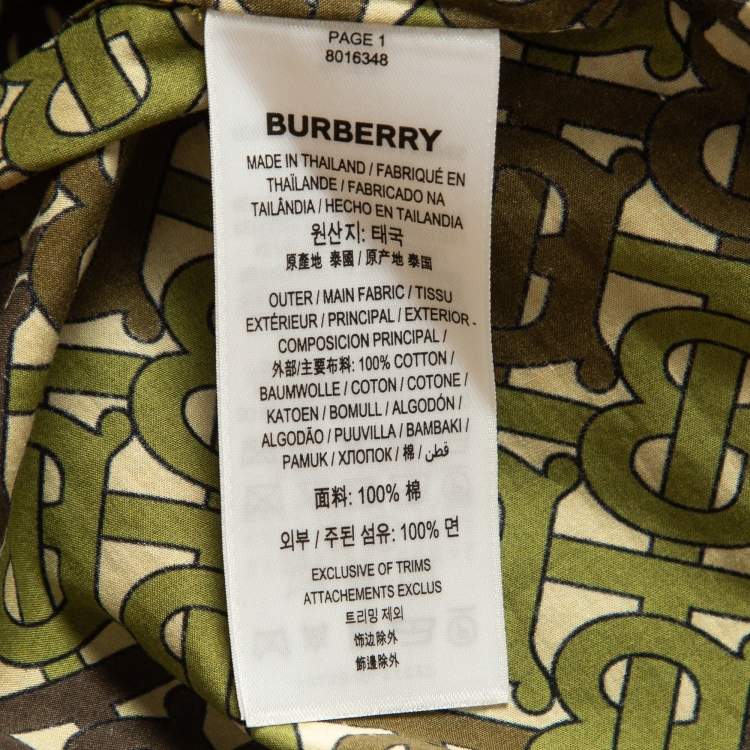 PAGE 1
8016348
BURBERRY
MADE IN THAILAND / FABRIQUÉ EN
THAÏLANDE / FABRICADO NA
TAILÂNDIA / HECHO EN TAILANDIA
원산지: 태국
原產地 泰國 / 原产地 泰国
OUTER / MAIN FABRIC / TISSU
EXTÉRIEUR / PRINCIPAL / EXTERIOR -
COMPOSICION PRINCIPAL /
外部/主要布料: 100% COTTON /
BAUMWOLLE / COTON / COTONE /
KATOEN / BOMULL / ALGODÓN /
ALGODÃO / PUUVILLA / BAMBAKI /
PAMUK / ХЛОПОК / 棉 / قطن
面料: 100% 棉
외부 / 주된 섬유: 100% 면
EXCLUSIVE OF TRIMS
ATTACHEMENTS EXCLUS
트리밍 제외
饰边除外
飾邊除外